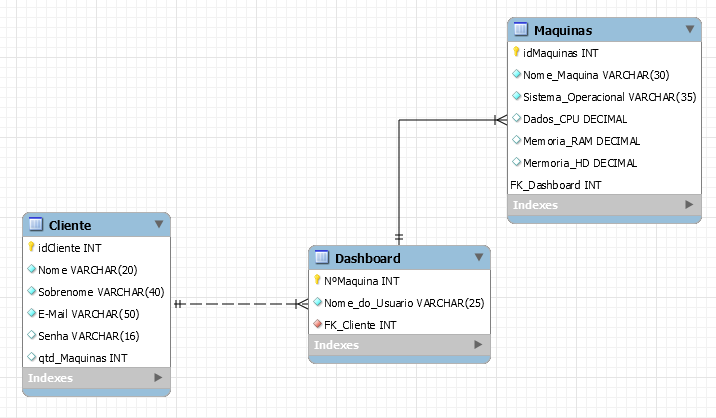 Maquinas
idMaquinas INT
Nome_Maquina VARCHAR(30)
Sistema_Operacional VARCHAR(35)
Dados_CPU DECIMAL
Memoria_RAM DECIMAL
Mermoria_HD DECIMAL
FK_Dashboard INT
Indexes
Cliente
idCliente INT
Nome VARCHAR(20)
Sobrenome VARCHAR(40)
E-Mail VARCHAR(50)
Senha VARCHAR(16)
qtd_Maquinas INT
Indexes
Dashboard
NºMaquina INT
Nome_do_Usuario VARCHAR(25)
FK_Cliente INT
Indexes